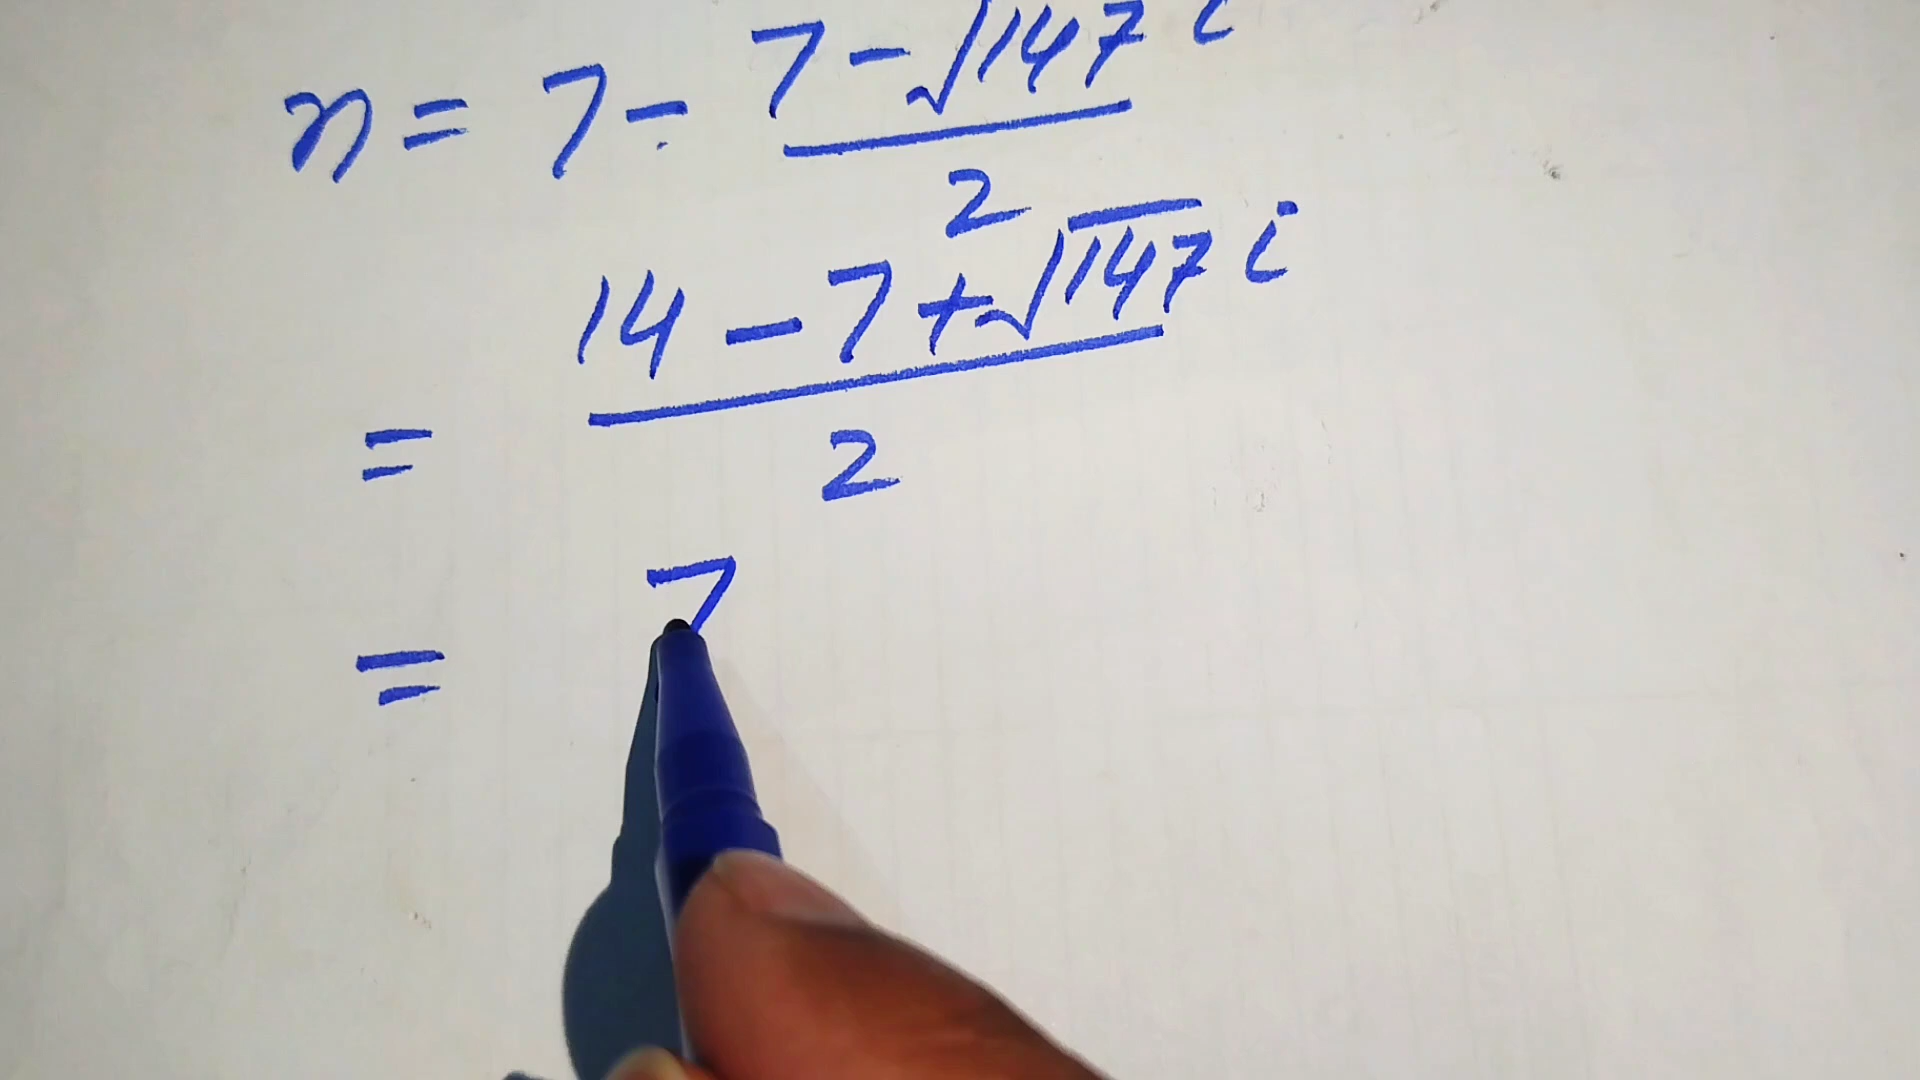 n = 7 - (7 - √147 i) / 2
= (14 - 7 + √147 i) / 2
= 7